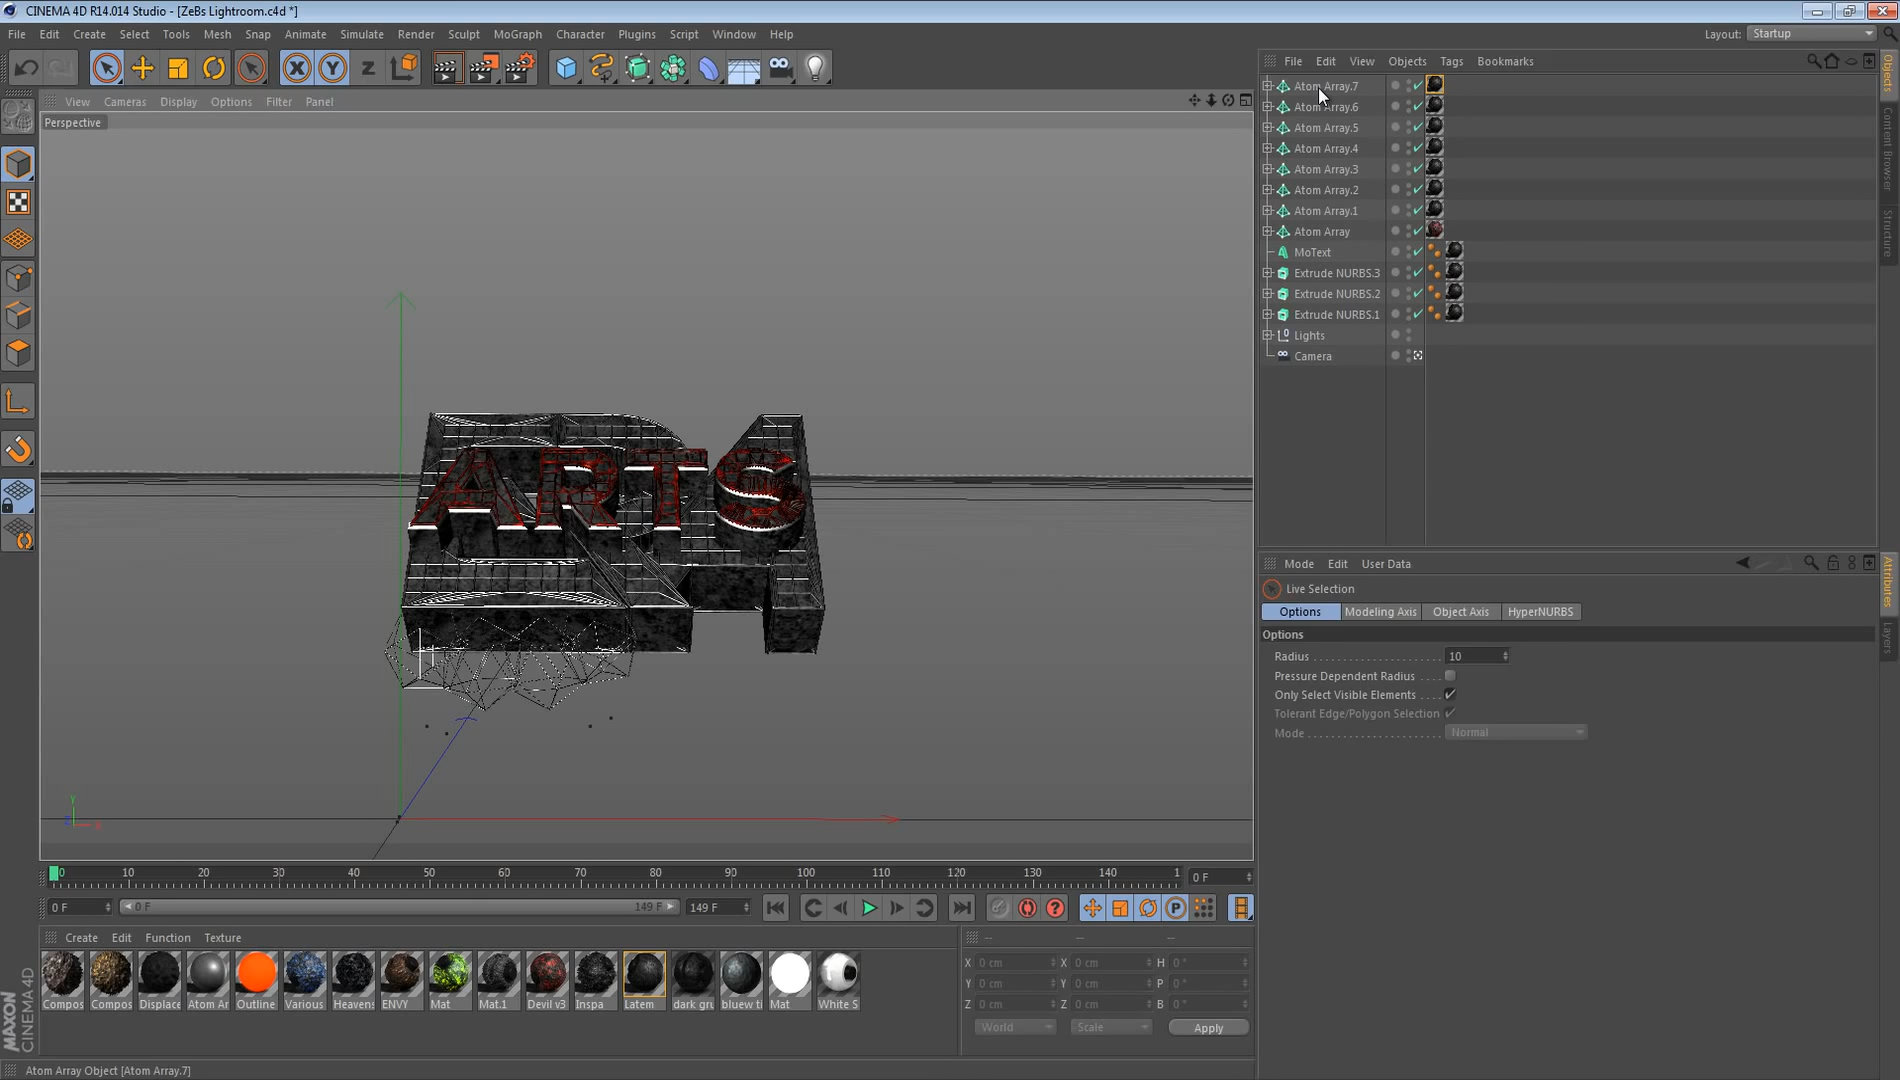 CINEMA 4D R14.014 Studio - [ZeBs Lightroom.c4d *]
File Edit Create Select Tools Mesh Snap Animate Simulate Render Sculpt MoGraph Character Plugins Script Window Help
Layout: Startup
File Edit View Objects Tags Bookmarks
View Cameras Display Options Filter Panel
Perspective
Atom Array.7
Atom Array.6
Atom Array.5
Atom Array.4
Atom Array.3
Atom Array.2
Atom Array.1
Atom Array
MoText
Extrude NURBS.3
Extrude NURBS.2
Extrude NURBS.1
Lights
Camera
Objects
Content Browser
Structure
ARTS
Y
X
Z
Mode Edit User Data
Live Selection
Options Modeling Axis Object Axis HyperNURBS
Options
Radius 10
Pressure Dependent Radius
Only Select Visible Elements
Tolerant Edge/Polygon Selection
Mode Normal
Attributes
Layers
0 10 20 30 40 50 60 70 80 90 100 110 120 130 140 1
0 F
0 F 0 F 149 F 149 F
Create Edit Function Texture
-- -- --
Compos Compos Displace Atom Ar Outline Various Heavens ENVY Mat Mat.1 Devil v3 Inspa Latem dark gr bluew ti Mat White S
X 0 cm X 0 cm H 0 °
Y 0 cm Y 0 cm P 0 °
Z 0 cm Z 0 cm B 0 °
World Scale Apply
MAXON CINEMA 4D
Atom Array Object [Atom Array.7]